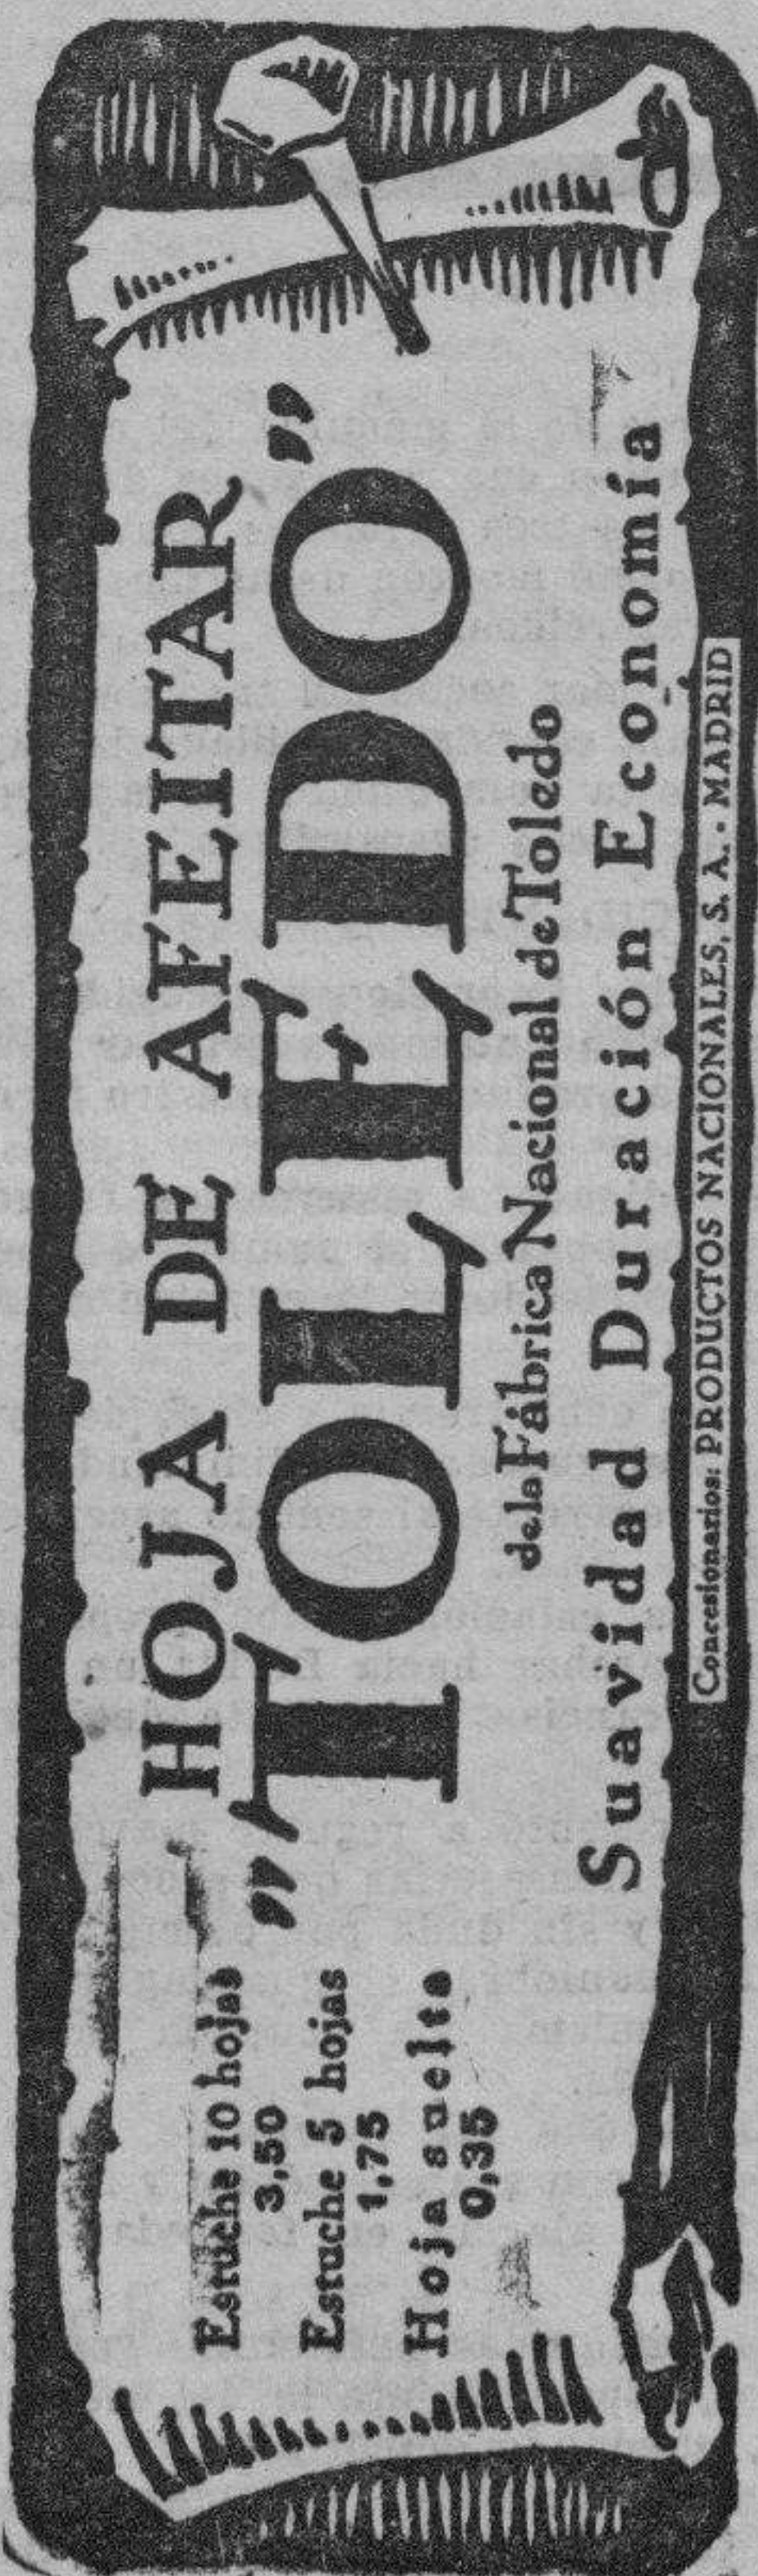 Estuche 10 hojas
3,50
Estuche 5 hojas
1,75
Hoja suelta
0,35
HOJA DE AFEITAR
"TOLEDO"
de la Fábrica Nacional de Toledo
Suavidad Duración Economía
Concesionarios: PRODUCTOS NACIONALES, S. A. - MADRID